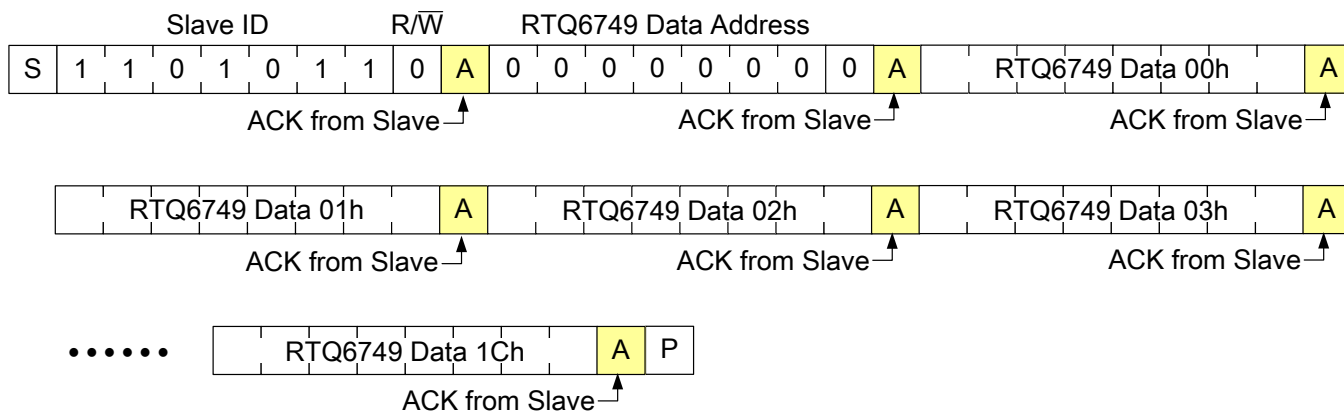 Slave ID R/W̅ RTQ6749 Data Address
S 1 1 0 1 0 1 1 0 A 0 0 0 0 0 0 0 0 A RTQ6749 Data 00h A
ACK from Slave ACK from Slave ACK from Slave
RTQ6749 Data 01h A RTQ6749 Data 02h A RTQ6749 Data 03h A
ACK from Slave ACK from Slave ACK from Slave
•••••• RTQ6749 Data 1Ch A P
ACK from Slave